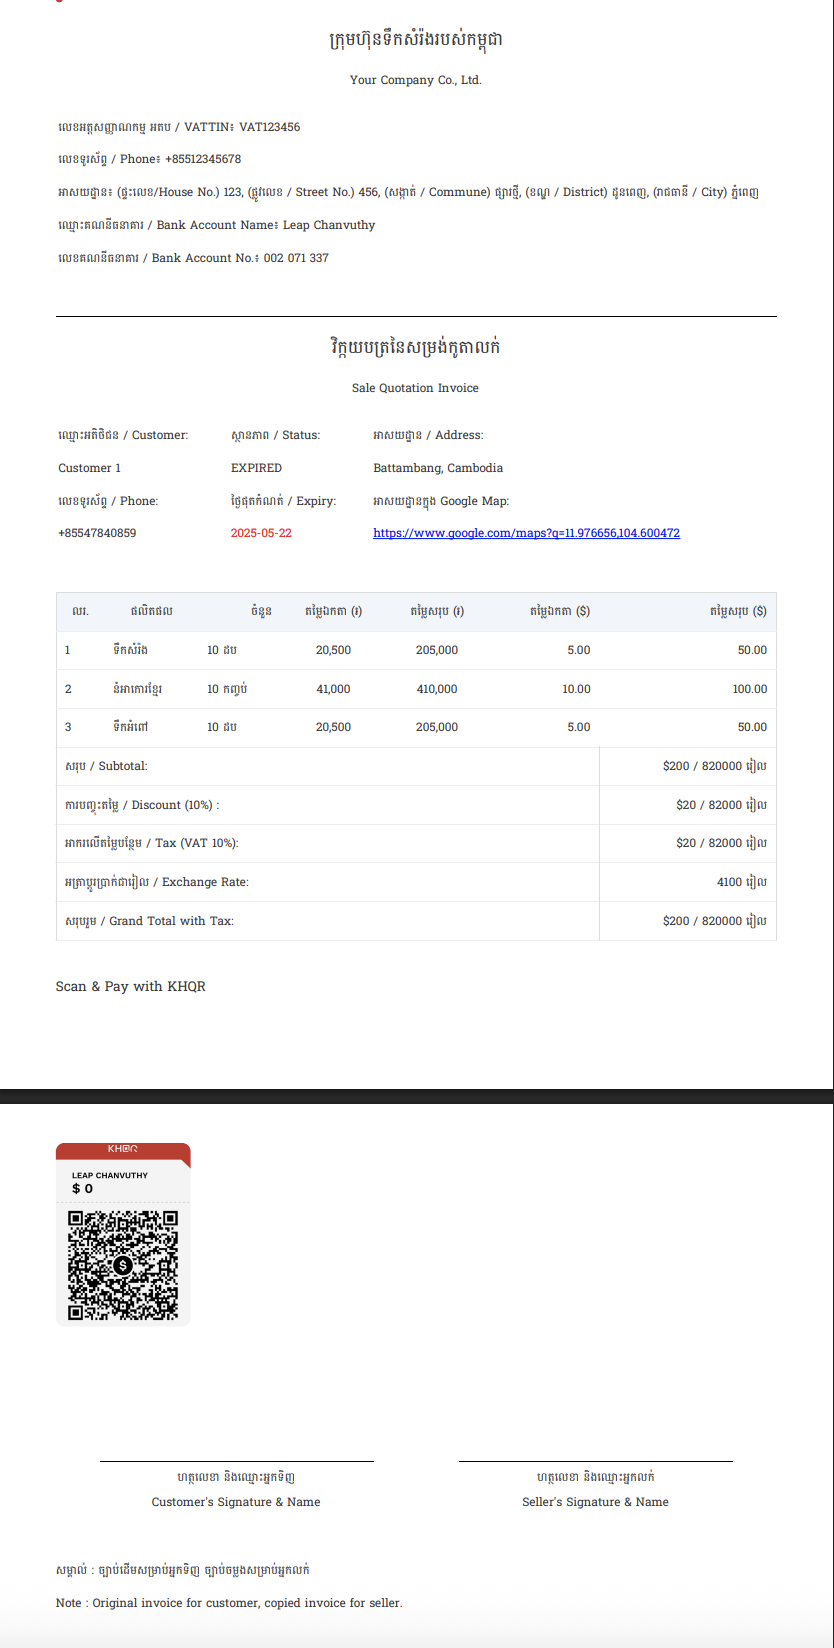 ក្រុមហ៊ុនទឹកសំរ៉ងរបស់កម្ពុជា
Your Company Co., Ltd.
លេខអត្តសញ្ញាណកម្ម អតប / VATTIN៖ VAT123456
លេខទូរស័ព្ទ / Phone៖ +85512345678
អាសយដ្ឋាន៖ (ផ្ទះលេខ/House No.) 123, (ផ្លូវលេខ / Street No.) 456, (សង្កាត់ / Commune) ផ្សារថ្មី, (ខណ្ឌ / District) ដូនពេញ, (រាជធានី / City) ភ្នំពេញ
ឈ្មោះគណនីធនាគារ / Bank Account Name៖ Leap Chanvuthy
លេខគណនីធនាគារ / Bank Account No.៖ 002 071 337
វិក្កយបត្រនៃសម្រង់កូតាលក់
Sale Quotation Invoice
ឈ្មោះអតិថិជន / Customer: ស្ថានភាព / Status: អាសយដ្ឋាន / Address:
Customer 1 EXPIRED Battambang, Cambodia
លេខទូរស័ព្ទ / Phone: ថ្ងៃផុតកំណត់ / Expiry: អាសយដ្ឋានក្នុង Google Map:
+85547840859 2025-05-22 https://www.google.com/maps?q=11.976656,104.600472
លរ. ផលិតផល ចំនួន តម្លៃឯកតា (៛) តម្លៃសរុប (៛) តម្លៃឯកតា ($) តម្លៃសរុប ($)
1 ទឹកសំរ៉ង 10 ដប 20,500 205,000 5.00 50.00
2 នំអាកោរខ្មែរ 10 កញ្ចប់ 41,000 410,000 10.00 100.00
3 ទឹកអំពៅ 10 ដប 20,500 205,000 5.00 50.00
សរុប / Subtotal: $200 / 820000 រៀល
ការបញ្ចុះតម្លៃ / Discount (10%) : $20 / 82000 រៀល
អាករលើតម្លៃបន្ថែម / Tax (VAT 10%): $20 / 82000 រៀល
អត្រាប្តូរប្រាក់ជារៀល / Exchange Rate: 4100 រៀល
សរុបរួម / Grand Total with Tax: $200 / 820000 រៀល
Scan & Pay with KHQR
KHQR
LEAP CHANVUTHY
$ 0
ហត្ថលេខា និងឈ្មោះអ្នកទិញ ហត្ថលេខា និងឈ្មោះអ្នកលក់
Customer's Signature & Name Seller's Signature & Name
សម្គាល់ : ច្បាប់ដើមសម្រាប់អ្នកទិញ ច្បាប់ចម្លងសម្រាប់អ្នកលក់
Note : Original invoice for customer, copied invoice for seller.